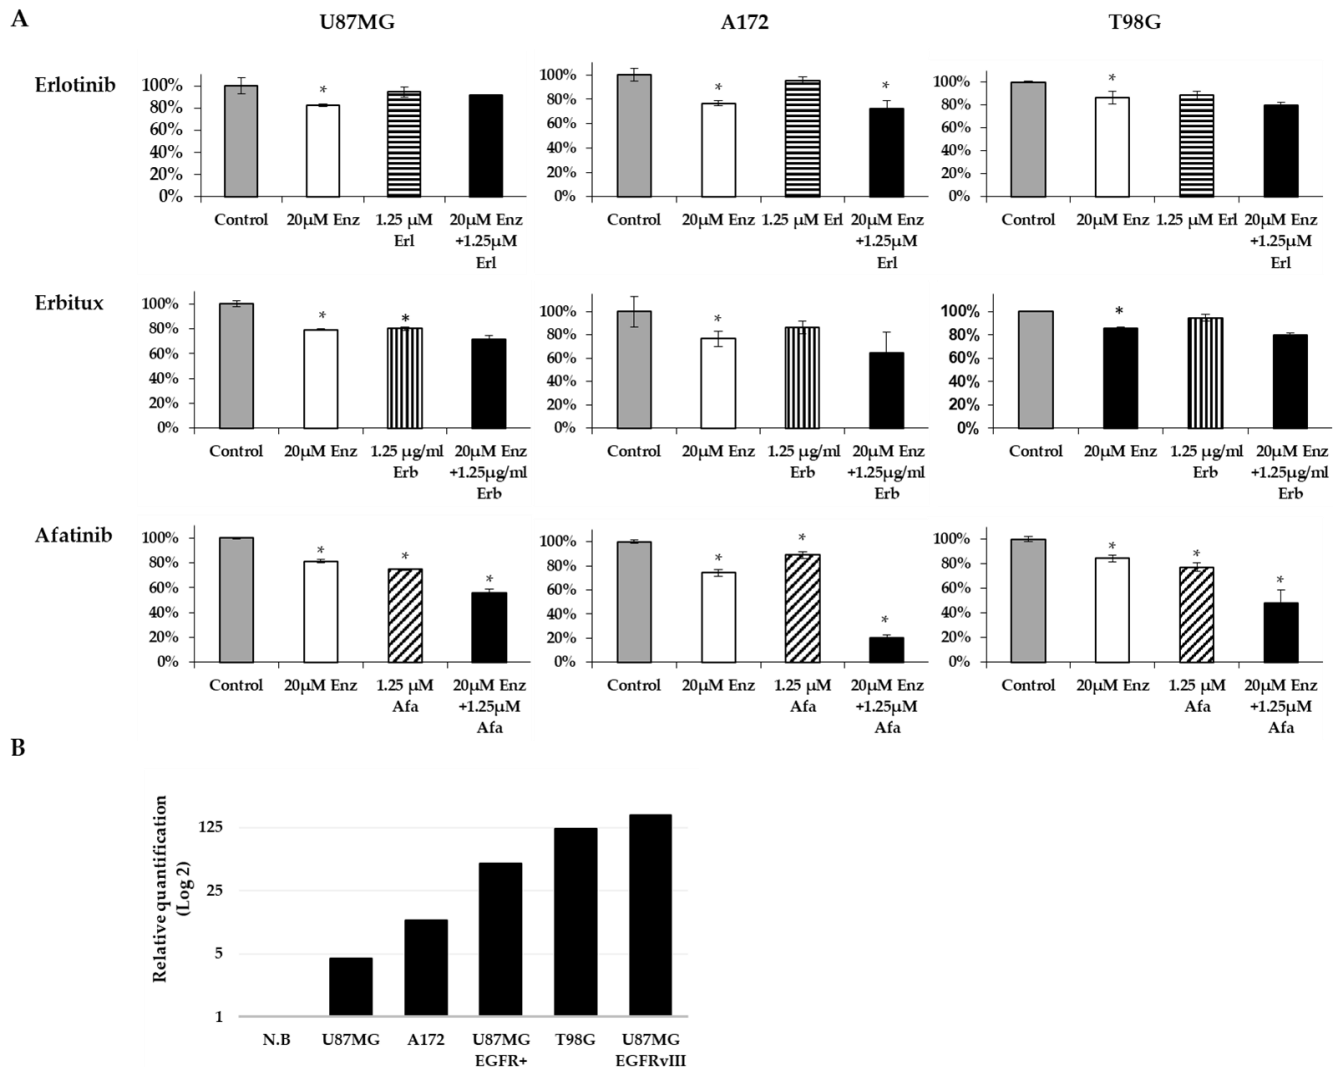 A
U87MG A172 T98G
Erlotinib
100%
80%
60%
40%
20%
0%
*
Control 20µM Enz 1.25 µM 20µM Enz
Erl +1.25µM
Erl
100%
80%
60%
40%
20%
0%
* *
Control 20µM Enz 1.25 µM Erl 20µM Enz
+1.25µM
Erl
100%
80%
60%
40%
20%
0%
*
Control 20µM Enz 1.25 µM Erl 20µM Enz
+1.25µM
Erl
Erbitux
100%
80%
60%
40%
20%
0%
* *
Control 20µM Enz 1.25 µg/ml 20µM Enz
Erb +1.25µg/ml
Erb
100%
80%
60%
40%
20%
0%
*
Control 20µM Enz 1.25 µg/ml 20µM Enz
Erb +1.25µg/ml
Erb
100%
80%
60%
40%
20%
0%
*
Control 20µM Enz 1.25 µg/ml 20µM Enz
Erb +1.25µg/ml
Erb
Afatinib
100%
80%
60%
40%
20%
0%
* * *
Control 20µM Enz 1.25 µM 20µM Enz
Afa +1.25µM
Afa
100%
80%
60%
40%
20%
0%
* * *
Control 20µM Enz 1.25 µM 20µM Enz
Afa +1.25µM
Afa
100%
80%
60%
40%
20%
0%
* * *
Control 20µM Enz 1.25 µM 20µM Enz
Afa +1.25µM
Afa
B
Relative quantification
(Log 2)
125
25
5
1
N.B U87MG A172 U87MG T98G U87MG
EGFR+ EGFRvIII